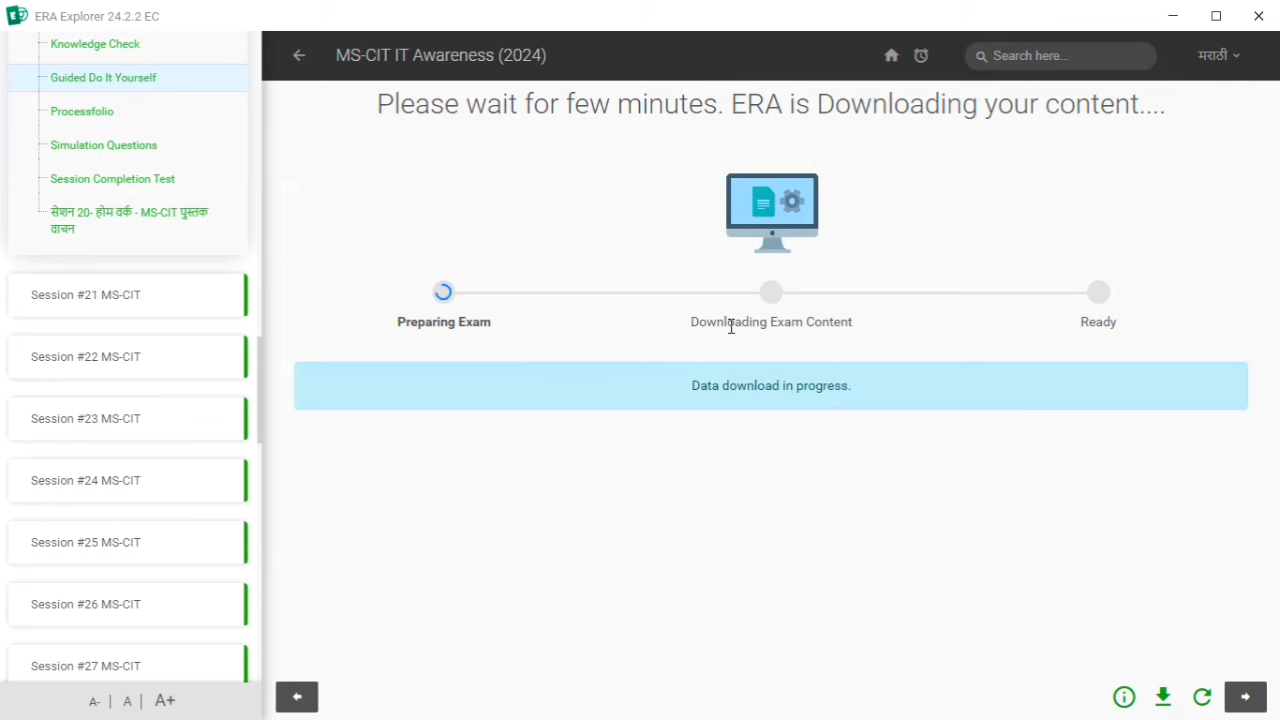 ERA Explorer 24.2.2 EC
Knowledge Check
Guided Do It Yourself
Processfolio
Simulation Questions
Session Completion Test
सेशन 20- होम वर्क - MS-CIT पुस्तक
वाचन
Session #21 MS-CIT
Session #22 MS-CIT
Session #23 MS-CIT
Session #24 MS-CIT
Session #25 MS-CIT
Session #26 MS-CIT
Session #27 MS-CIT
A- | A | A+
MS-CIT IT Awareness (2024)
Search here...
मराठी
Please wait for few minutes. ERA is Downloading your content....
Preparing Exam
Downloading Exam Content
Ready
Data download in progress.